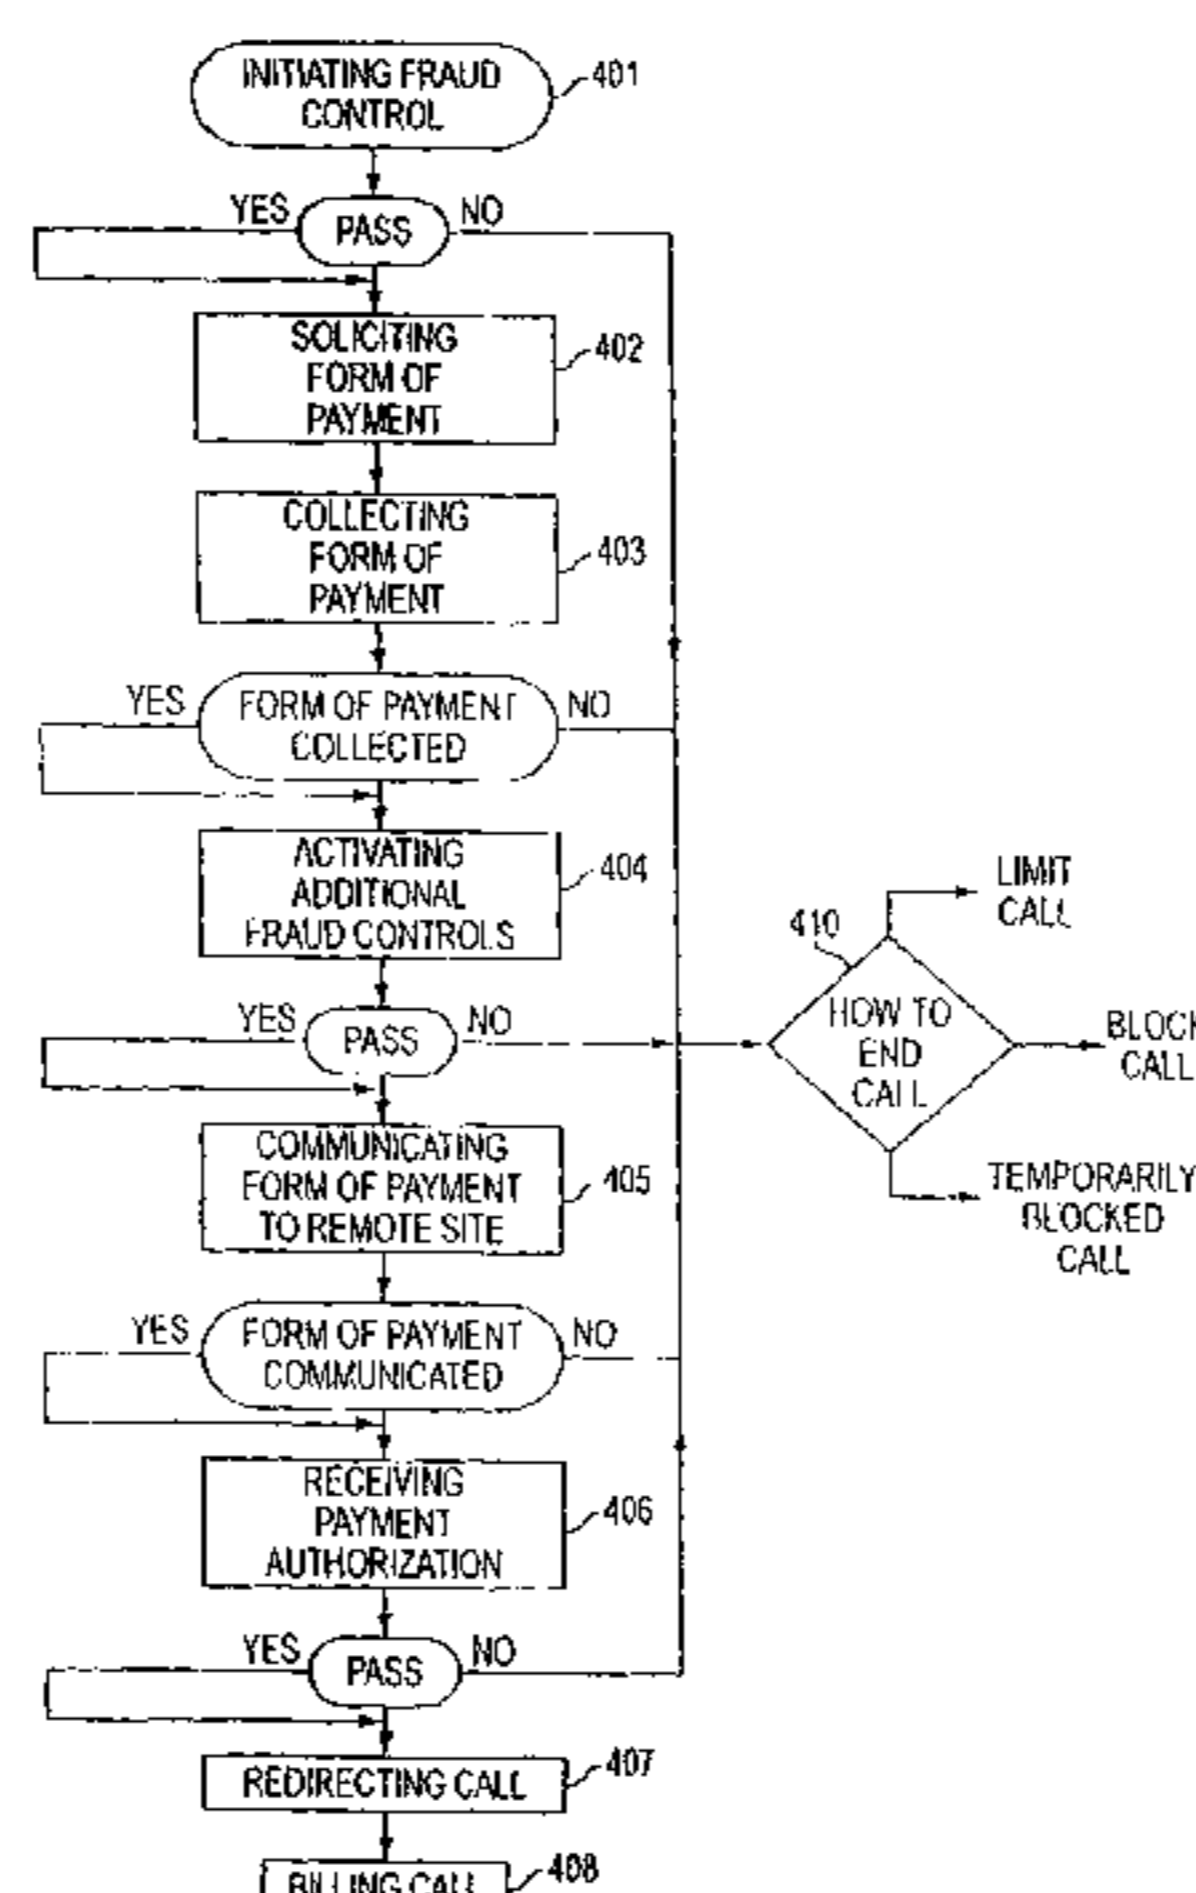 INITIATING FRAUD
CONTROL
401
YES
PASS
NO
SOLICITING
FORM OF
PAYMENT
402
COLLECTING
FORM OF
PAYMENT
403
YES
FORM OF PAYMENT
COLLECTED
NO
ACTIVATING
ADDITIONAL
FRAUD CONTROLS
404
YES
PASS
NO
410
HOW TO
END
CALL
LIMIT
CALL
BLOCK
CALL
TEMPORARILY
BLOCKED
CALL
COMMUNICATING
FORM OF PAYMENT
TO REMOTE SITE
405
YES
FORM OF PAYMENT
COMMUNICATED
NO
RECEIVING
PAYMENT
AUTHORIZATION
406
YES
PASS
NO
REDIRECTING CALL
407
BILLING CALL
408